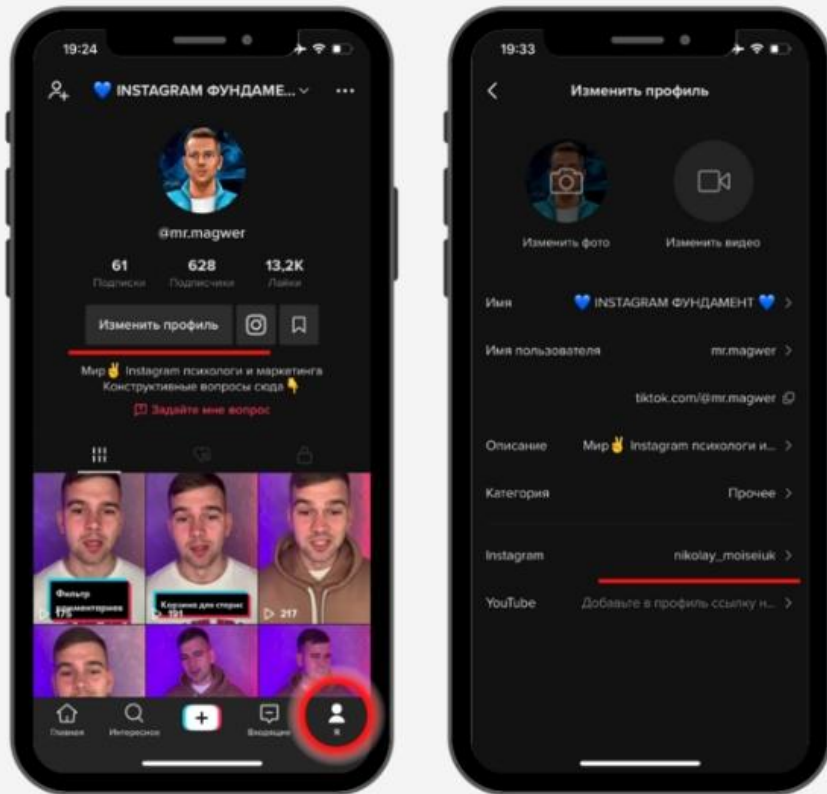 19:24
💙 INSTAGRAM ФУНДАМЕ...
@mr.magwer
61 628 13,2K
Подписки Подписчики Лайки
Изменить профиль
Мир✌️ Instagram психологи и маркетинга
Конструктивные вопросы сюда👇
Задайте мне вопрос
Фильтр
комментариев
175
Корзина для сторис
191
217
Главная Интересное Входящие Я
19:33
Изменить профиль
Изменить фото Изменить видео
Имя 💙 INSTAGRAM ФУНДАМЕНТ 💙
Имя пользователя mr.magwer
tiktok.com/@mr.magwer
Описание Мир✌️ Instagram психологи и...
Категория Прочее
Instagram nikolay_moiseiuk
YouTube Добавьте в профиль ссылку н...